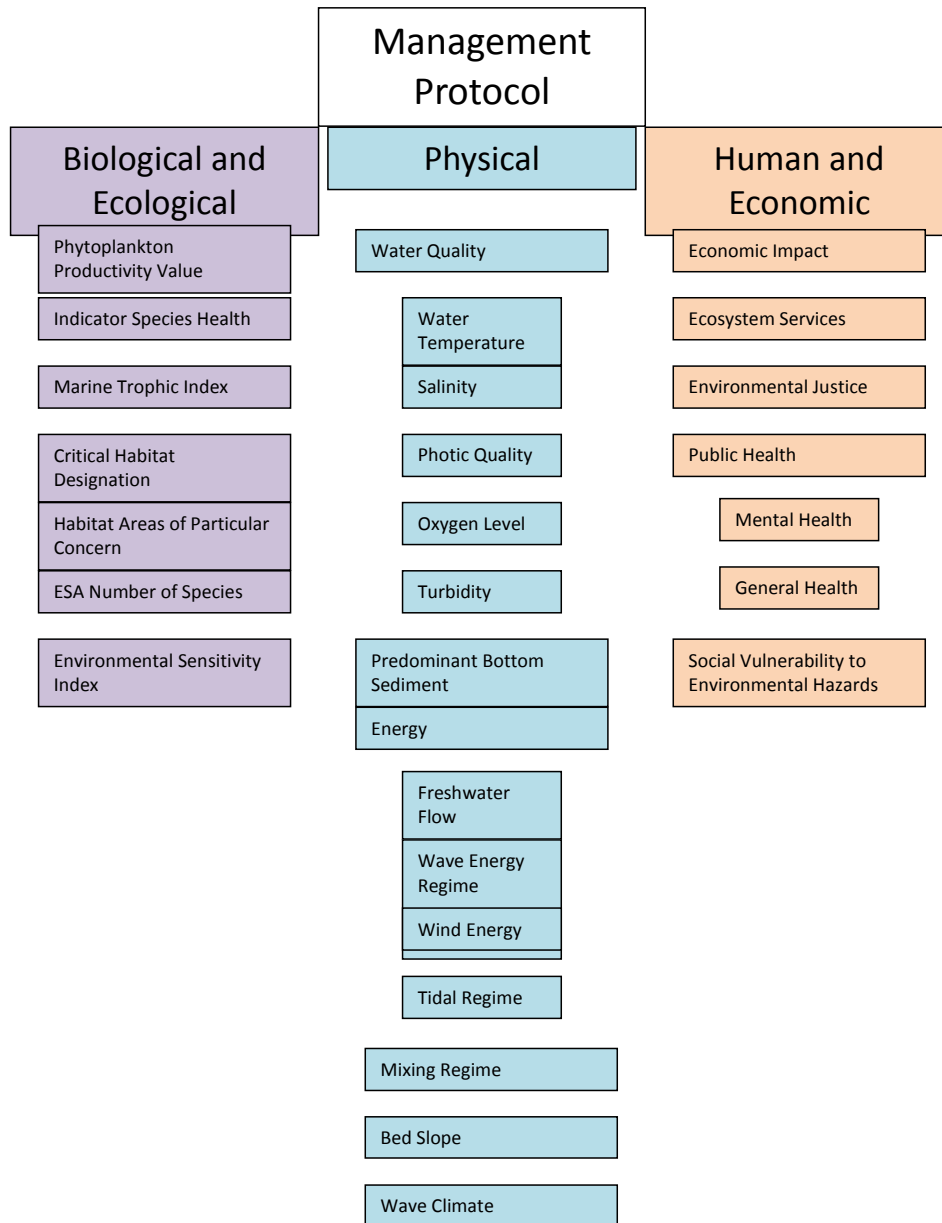 Management
Protocol
Biological and
Ecological
Phytoplankton
Productivity Value
Indicator Species Health
Marine Trophic Index
Critical Habitat
Designation
Habitat Areas of Particular
Concern
ESA Number of Species
Environmental Sensitivity
Index
Physical
Water Quality
Water
Temperature
Salinity
Photic Quality
Oxygen Level
Turbidity
Predominant Bottom
Sediment
Energy
Freshwater
Flow
Wave Energy
Regime
Wind Energy
Tidal Regime
Mixing Regime
Bed Slope
Wave Climate
Human and
Economic
Economic Impact
Ecosystem Services
Environmental Justice
Public Health
Mental Health
General Health
Social Vulnerability to
Environmental Hazards